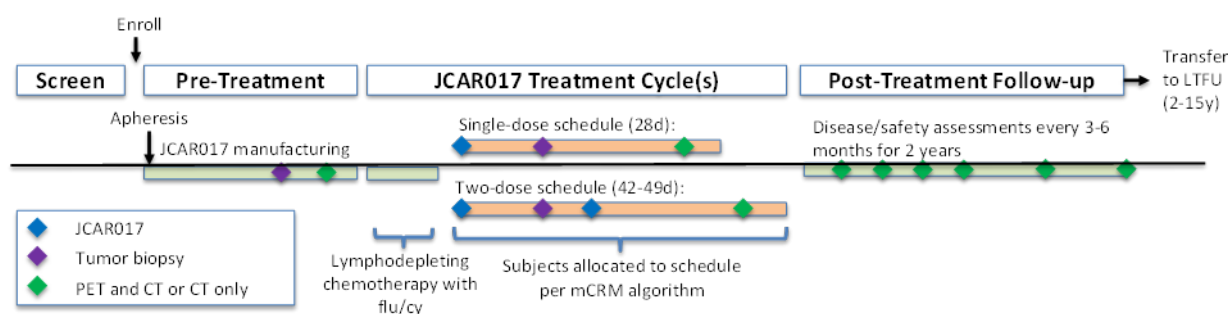 Enroll
Screen
Pre-Treatment
JCAR017 Treatment Cycle(s)
Post-Treatment Follow-up
Transfer
to LTFU
(2-15y)
Apheresis
JCAR017 manufacturing
Single-dose schedule (28d):
Disease/safety assessments every 3-6
months for 2 years
Two-dose schedule (42-49d):
JCAR017
Tumor biopsy
PET and CT or CT only
Lymphodepleting
chemotherapy with
flu/cy
Subjects allocated to schedule
per mCRM algorithm